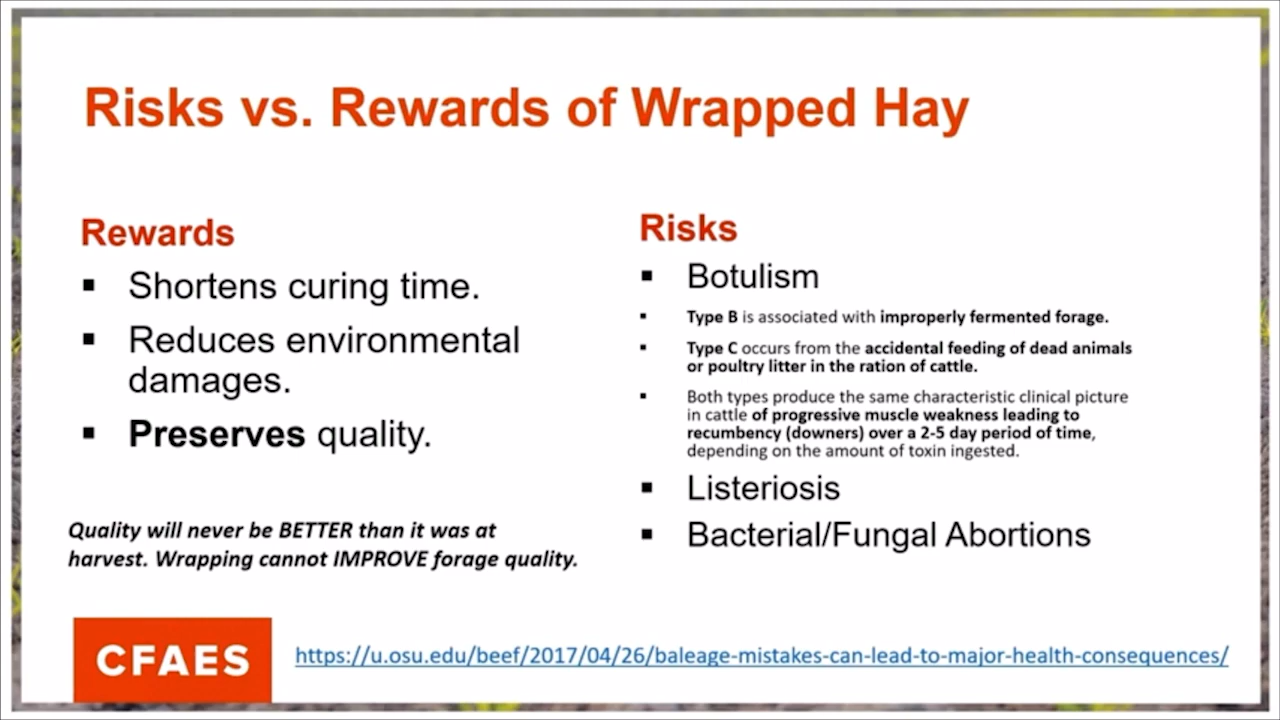 Risks vs. Rewards of Wrapped Hay
Rewards
▪ Shortens curing time.
▪ Reduces environmental
damages.
▪ Preserves quality.
Quality will never be BETTER than it was at
harvest. Wrapping cannot IMPROVE forage quality.
Risks
▪ Botulism
▪ Type B is associated with improperly fermented forage.
▪ Type C occurs from the accidental feeding of dead animals
or poultry litter in the ration of cattle.
▪ Both types produce the same characteristic clinical picture
in cattle of progressive muscle weakness leading to
recumbency (downers) over a 2-5 day period of time,
depending on the amount of toxin ingested.
▪ Listeriosis
▪ Bacterial/Fungal Abortions
CFAES
https://u.osu.edu/beef/2017/04/26/baleage-mistakes-can-lead-to-major-health-consequences/